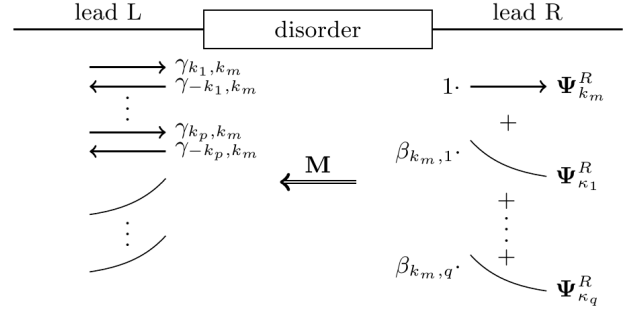 lead L
disorder
lead R
γ_{k_1,k_m}
γ_{-k_1,k_m}
⋮
γ_{k_p,k_m}
γ_{-k_p,k_m}
⋮
M
1· Ψ^R_{k_m}
+
β_{k_m,1}· Ψ^R_{κ_1}
+
⋮
+
β_{k_m,q}· Ψ^R_{κ_q}